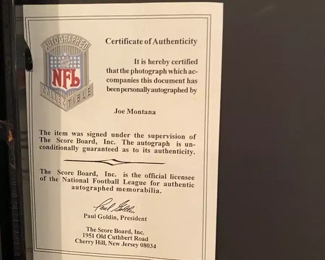 Certificate of Authenticity
It is hereby certified
that the photograph which ac-
companies this document has
been personally autographed by
Joe Montana
The item was signed under the supervision of
The Score Board, Inc. The autograph is un-
conditionally guaranteed as to its authenticity.
The Score Board, Inc. is the official licensee
of the National Football League for authentic
autographed memorabilia.
Paul Goldin
Paul Goldin, President
The Score Board, Inc.
1951 Old Cuthbert Road
Cherry Hill, New Jersey 08034
AUTOGRAPHED
NFL